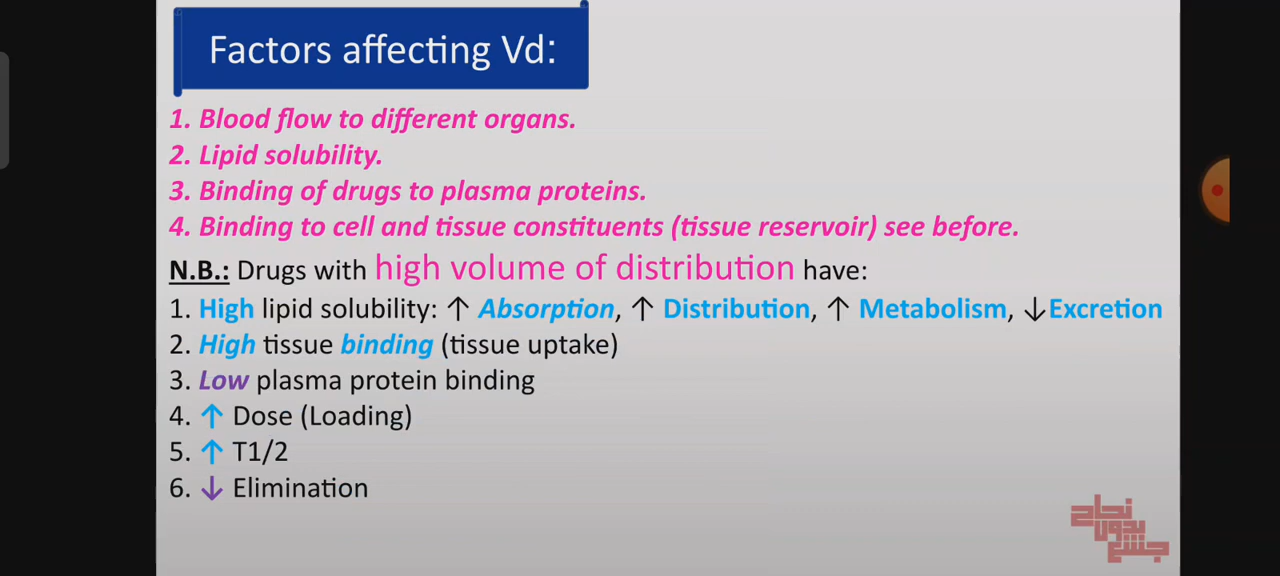 Factors affecting Vd:
1. Blood flow to different organs.
2. Lipid solubility.
3. Binding of drugs to plasma proteins.
4. Binding to cell and tissue constituents (tissue reservoir) see before.
N.B.: Drugs with high volume of distribution have:
1. High lipid solubility: ↑ Absorption, ↑ Distribution, ↑ Metabolism, ↓Excretion
2. High tissue binding (tissue uptake)
3. Low plasma protein binding
4. ↑ Dose (Loading)
5. ↑ T1/2
6. ↓ Elimination
نجاح
بدون
جشع